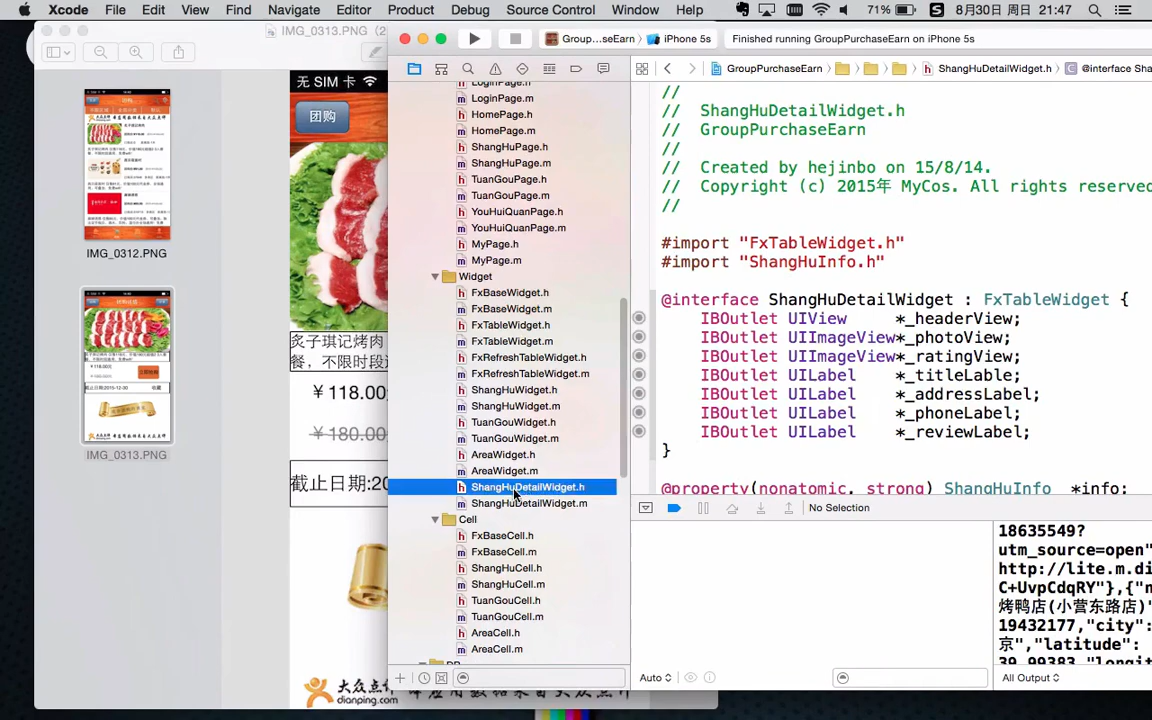 Xcode File Edit View Find Navigate Editor Product Debug Source Control Window Help 71% 8月30日 周日 21:47
IMG_0313.PNG
Group...seEarn iPhone 5s Finished running GroupPurchaseEarn on iPhone 5s
GroupPurchaseEarn ShangHuDetailWidget.h @interface Sha
IMG_0312.PNG
IMG_0313.PNG
无 SIM 卡
团购
炙子琪记烤肉
餐，不限时段
￥118.00
￥180.00
截止日期:20
大众点评
dianping.com
LoginPage.h
LoginPage.m
HomePage.h
HomePage.m
ShangHuPage.h
ShangHuPage.m
TuanGouPage.h
TuanGouPage.m
YouHuiQuanPage.h
YouHuiQuanPage.m
MyPage.h
MyPage.m
Widget
FxBaseWidget.h
FxBaseWidget.m
FxTableWidget.h
FxTableWidget.m
FxRefreshTableWidget.h
FxRefreshTableWidget.m
ShangHuWidget.h
ShangHuWidget.m
TuanGouWidget.h
TuanGouWidget.m
AreaWidget.h
AreaWidget.m
ShangHuDetailWidget.h
ShangHuDetailWidget.m
Cell
FxBaseCell.h
FxBaseCell.m
ShangHuCell.h
ShangHuCell.m
TuanGouCell.h
TuanGouCell.m
AreaCell.h
AreaCell.m
//
// ShangHuDetailWidget.h
// GroupPurchaseEarn
//
// Created by hejinbo on 15/8/14.
// Copyright (c) 2015年 MyCos. All rights reserved
//
#import "FxTableWidget.h"
#import "ShangHuInfo.h"
@interface ShangHuDetailWidget : FxTableWidget {
IBOutlet UIView *_headerView;
IBOutlet UIImageView*_photoView;
IBOutlet UIImageView*_ratingView;
IBOutlet UILabel *_titleLable;
IBOutlet UILabel *_addressLabel;
IBOutlet UILabel *_phoneLabel;
IBOutlet UILabel *_reviewLabel;
}
@property(nonatomic, strong) ShangHuInfo *info;
No Selection
18635549?
utm_source=open"
http://lite.m.di
C+UvpCdqRY"},{"n
烤鸭店(小营东路店)"
19432177,"city":
京","latitude":
39.99383,"longit
Auto All Output